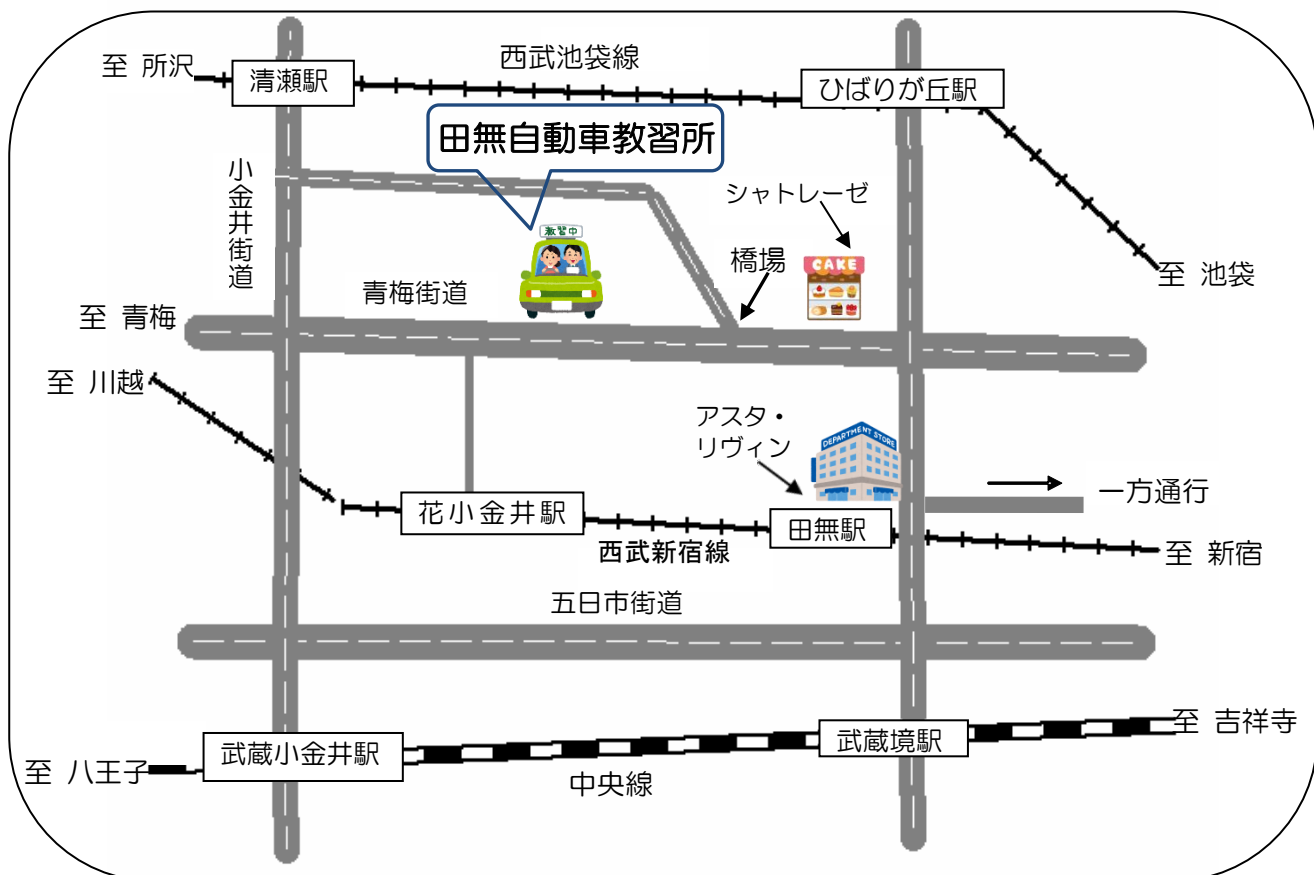 至 所沢
清瀬駅
西武池袋線
ひばりが丘駅
田無自動車教習所
小金井街道
シャトレーゼ
教習中
橋場
CAKE
至 池袋
青梅街道
至 青梅
至 川越
アスタ・
リヴィン
DEPARTMENT STORE
一方通行
花小金井駅
田無駅
西武新宿線
至 新宿
五日市街道
至 吉祥寺
武蔵小金井駅
武蔵境駅
至 八王子
中央線